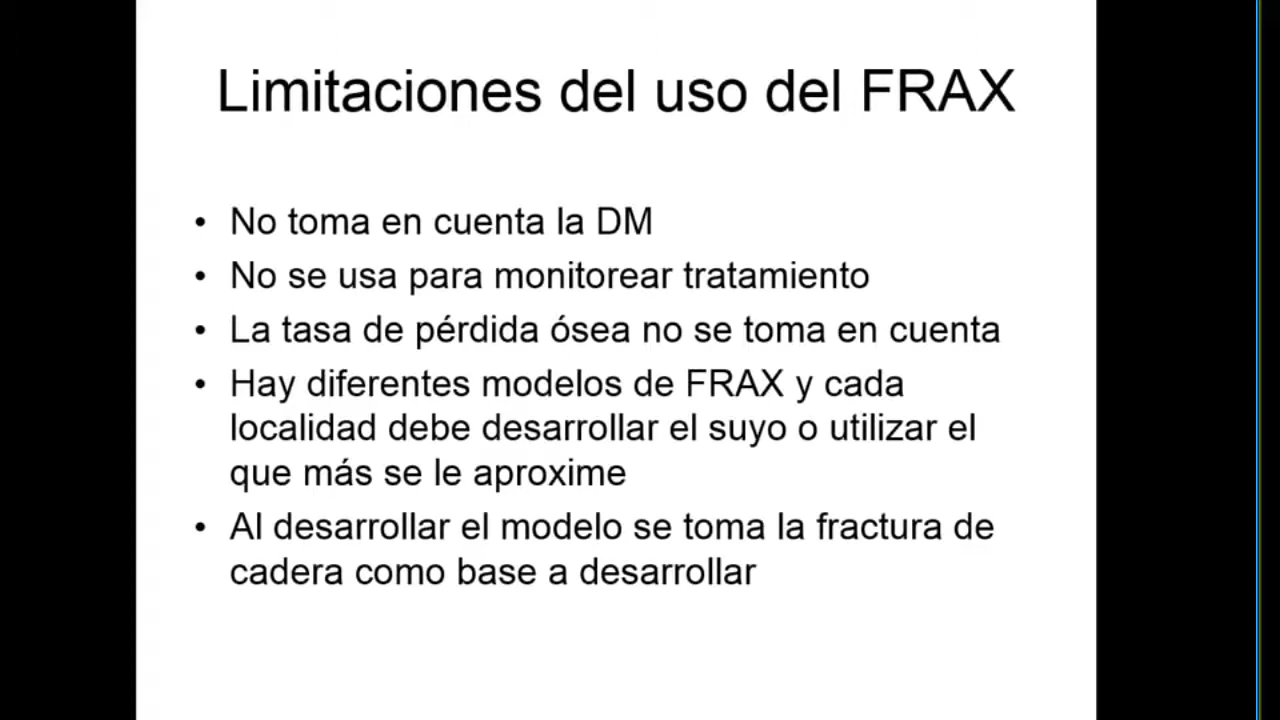 Limitaciones del uso del FRAX
• No toma en cuenta la DM
• No se usa para monitorear tratamiento
• La tasa de pérdida ósea no se toma en cuenta
• Hay diferentes modelos de FRAX y cada
localidad debe desarrollar el suyo o utilizar el
que más se le aproxime
• Al desarrollar el modelo se toma la fractura de
cadera como base a desarrollar